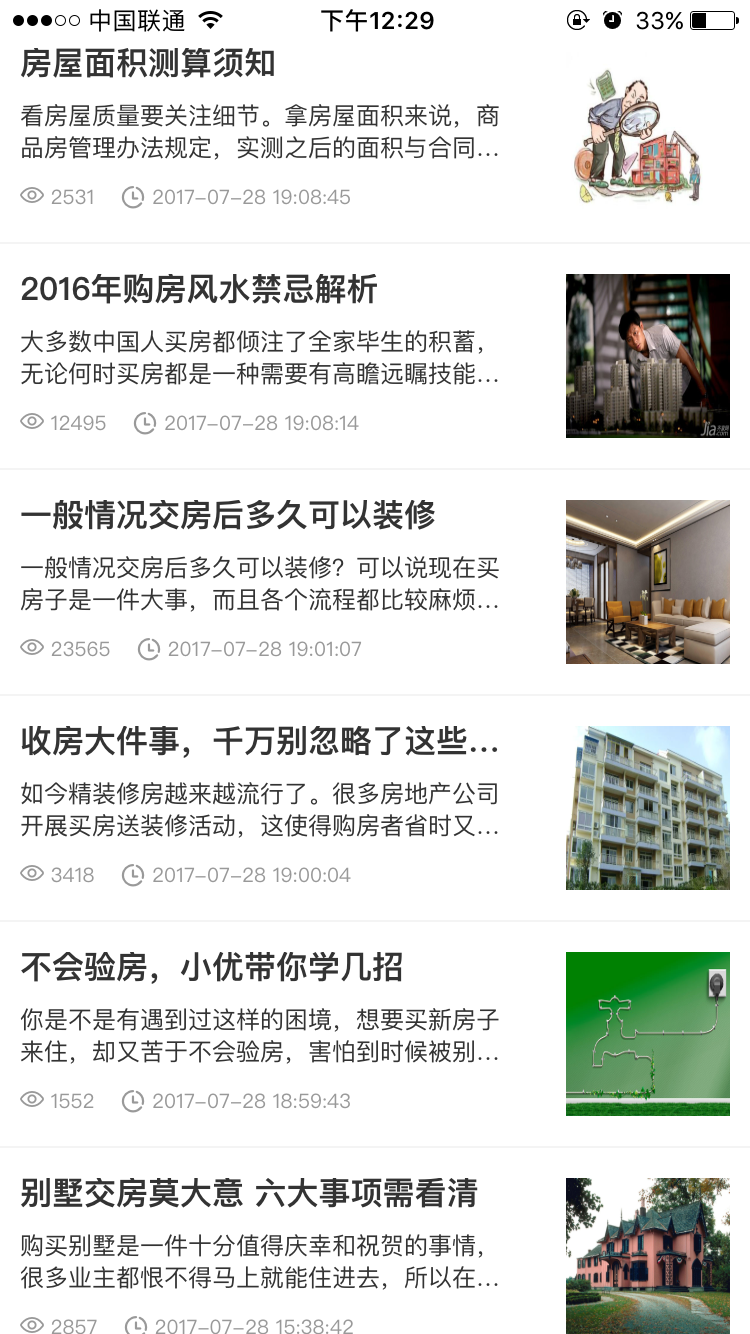 中国联通 下午12:29 33%
房屋面积测算须知
看房屋质量要关注细节。拿房屋面积来说，商
品房管理办法规定，实测之后的面积与合同...
2531 2017-07-28 19:08:45
2016年购房风水禁忌解析
大多数中国人买房都倾注了全家毕生的积蓄，
无论何时买房都是一种需要有高瞻远瞩技能...
12495 2017-07-28 19:08:14
Jia.com
一般情况交房后多久可以装修
一般情况交房后多久可以装修？可以说现在买
房子是一件大事，而且各个流程都比较麻烦...
23565 2017-07-28 19:01:07
收房大件事，千万别忽略了这些...
如今精装修房越来越流行了。很多房地产公司
开展买房送装修活动，这使得购房者省时又...
3418 2017-07-28 19:00:04
不会验房，小优带你学几招
你是不是有遇到过这样的困境，想要买新房子
来住，却又苦于不会验房，害怕到时候被别...
1552 2017-07-28 18:59:43
别墅交房莫大意 六大事项需看清
购买别墅是一件十分值得庆幸和祝贺的事情，
很多业主都恨不得马上就能住进去，所以在...
2857 2017-07-28 15:38:42